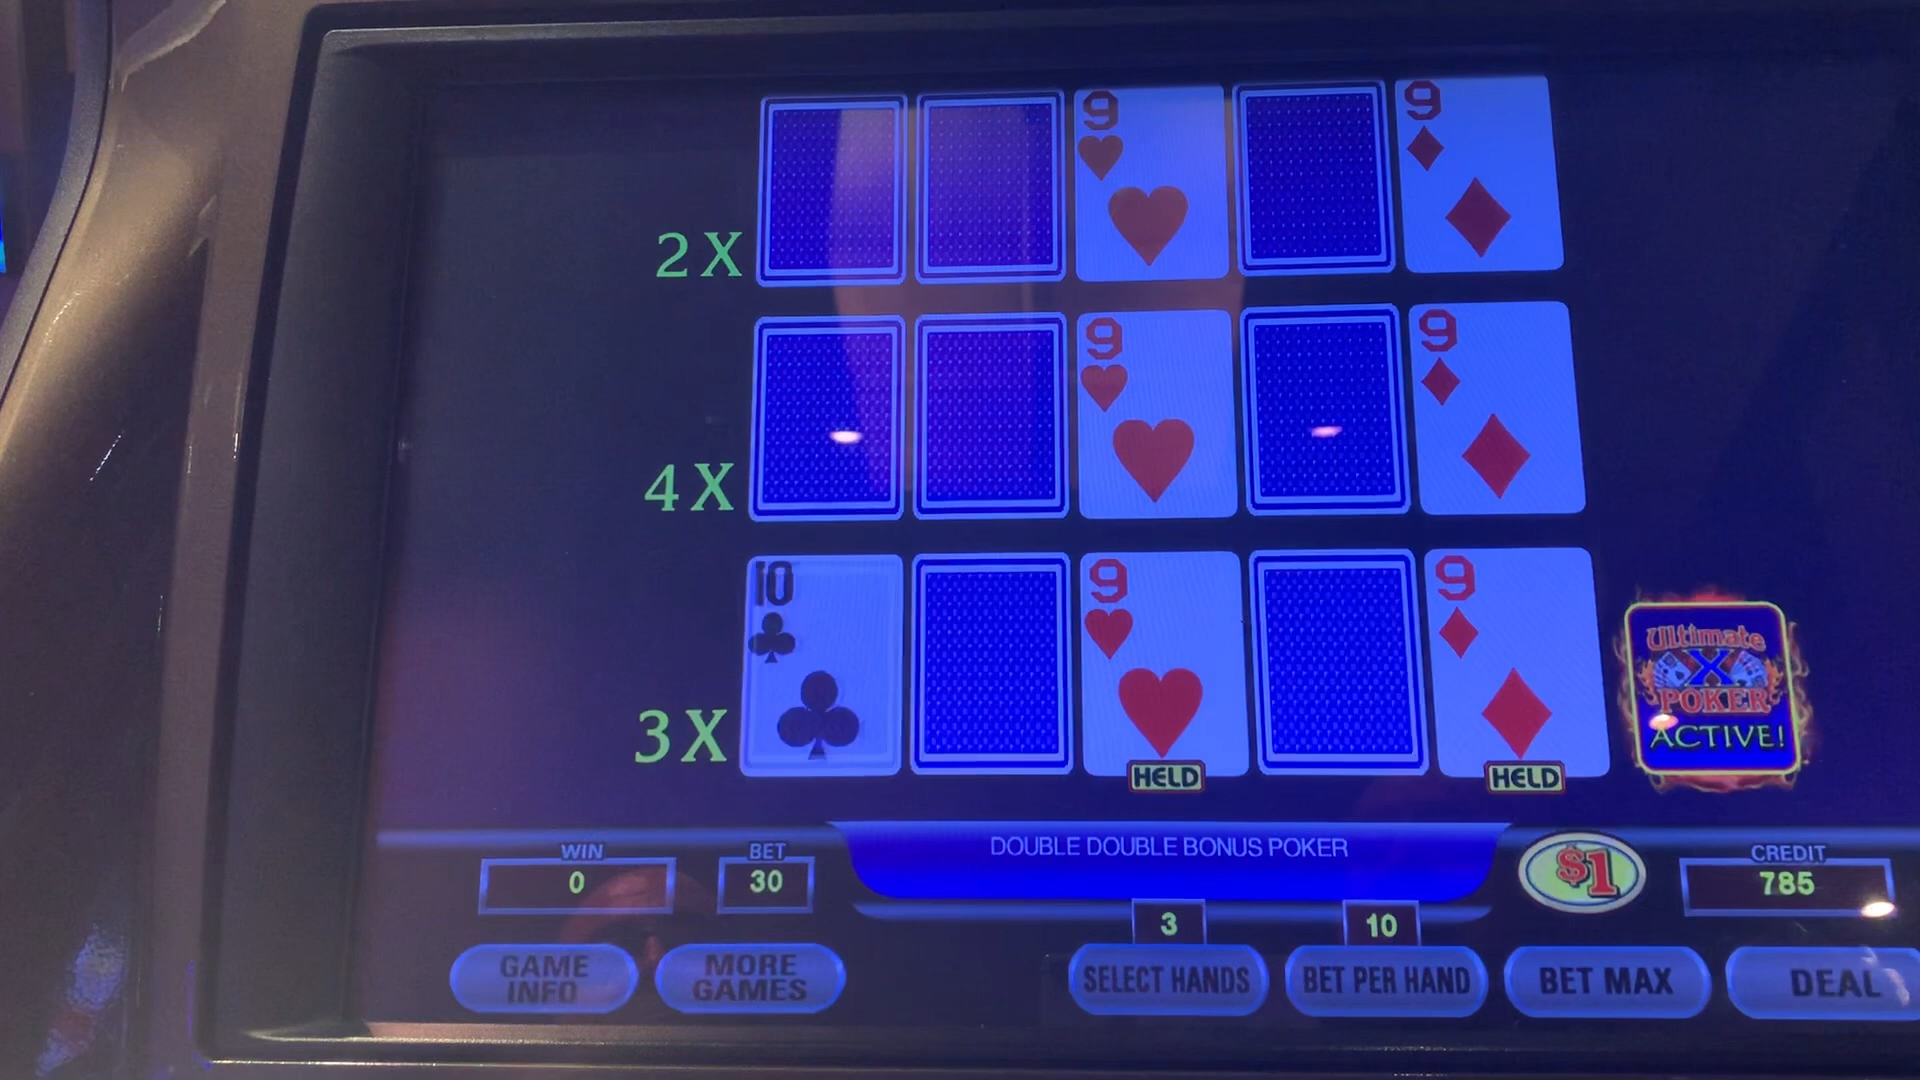 9 9
2X
9 9
4X
10 9 9
3X
HELD HELD
Ultimate
X
POKER
ACTIVE!
WIN
0
BET
30
DOUBLE DOUBLE BONUS POKER
$1
CREDIT
785
3 10
GAME
INFO
MORE
GAMES
SELECT HANDS
BET PER HAND
BET MAX
DEAL